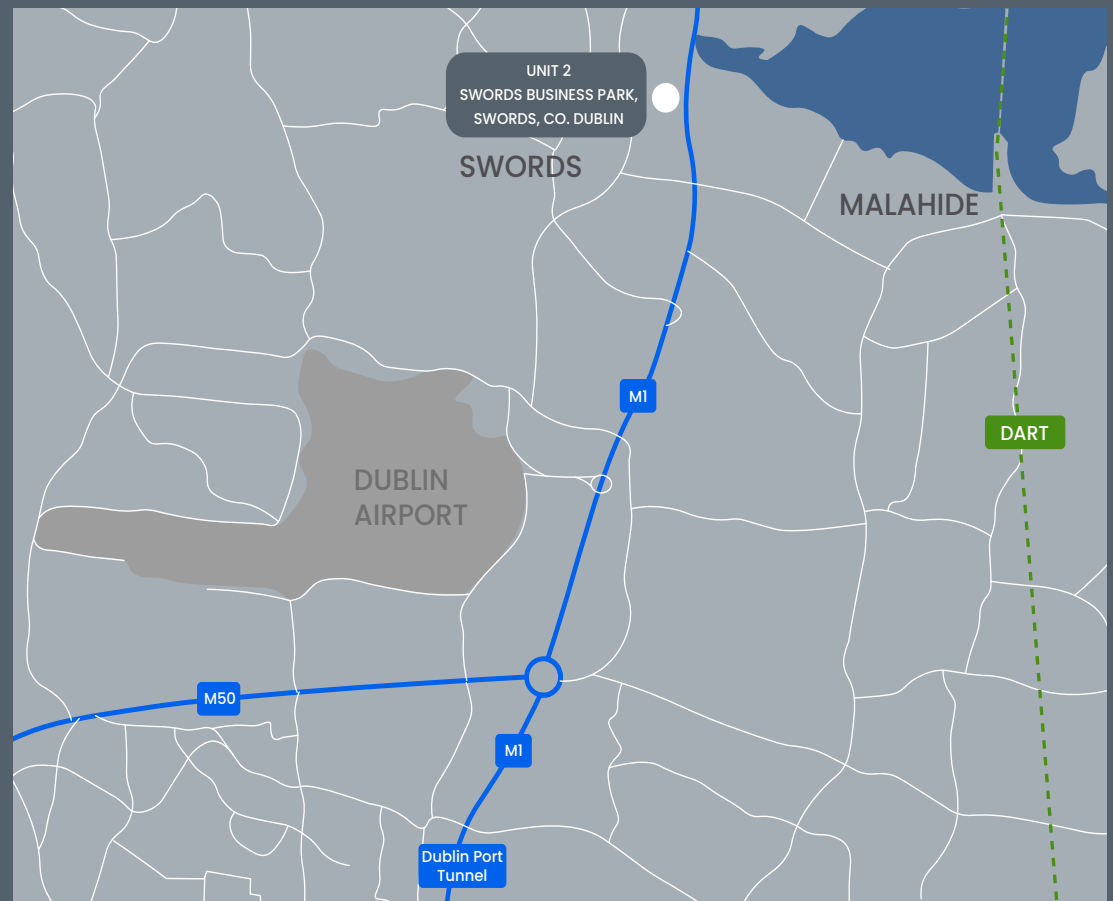 UNIT 2
SWORDS BUSINESS PARK,
SWORDS, CO. DUBLIN
SWORDS
MALAHIDE
M1
DART
DUBLIN
AIRPORT
M50
M1
Dublin Port
Tunnel